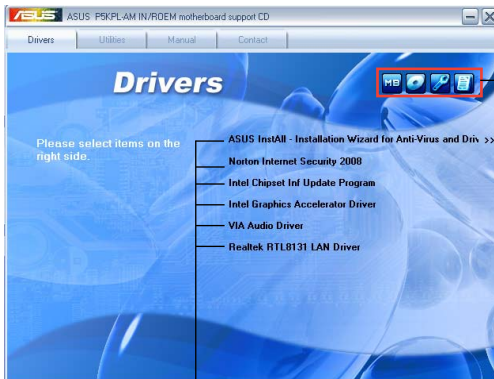 ASUS ASUS P5KPL-AM IN/ROEM motherboard support CD
Drivers Utilities Manual Contact
Drivers
MB
Please select items on the
right side.
ASUS InstAll - Installation Wizard for Anti-Virus and Driv >>
Norton Internet Security 2008
Intel Chipset Inf Update Program
Intel Graphics Accelerator Driver
VIA Audio Driver
Realtek RTL8131 LAN Driver